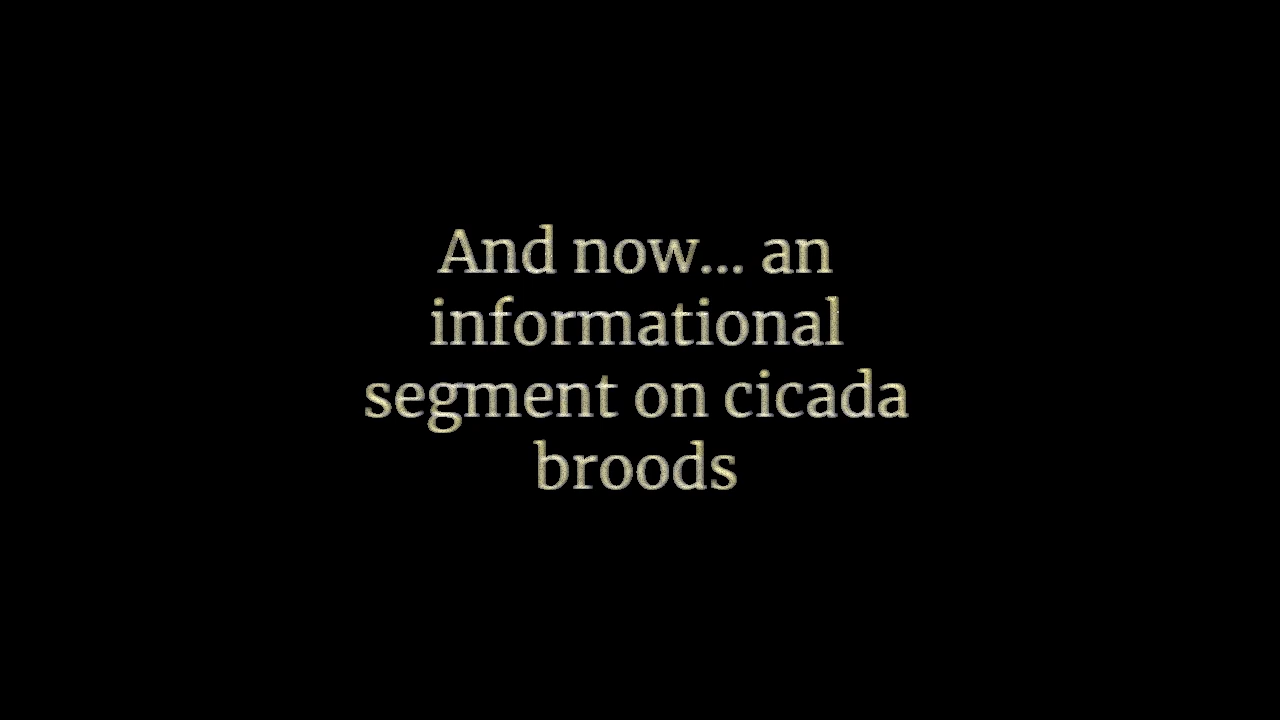 And now... an
informational
segment on cicada
broods